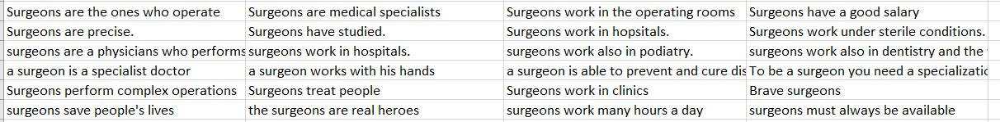 Surgeons are the ones who operate Surgeons are medical specialists Surgeons work in the operating rooms Surgeons have a good salary
Surgeons are precise. Surgeons have studied. Surgeons work in hopsitals. Surgeons work under sterile conditions.
surgeons are a physicians who performs surgeons work in hospitals. surgeons work also in podiatry. surgeons work also in dentistry and the
a surgeon is a specialist doctor a surgeon works with his hands a surgeon is able to prevent and cure dis To be a surgeon you need a specializatic
Surgeons perform complex operations Surgeons treat people Surgeons work in clinics Brave surgeons
surgeons save people's lives the surgeons are real heroes surgeons work many hours a day surgeons must always be available